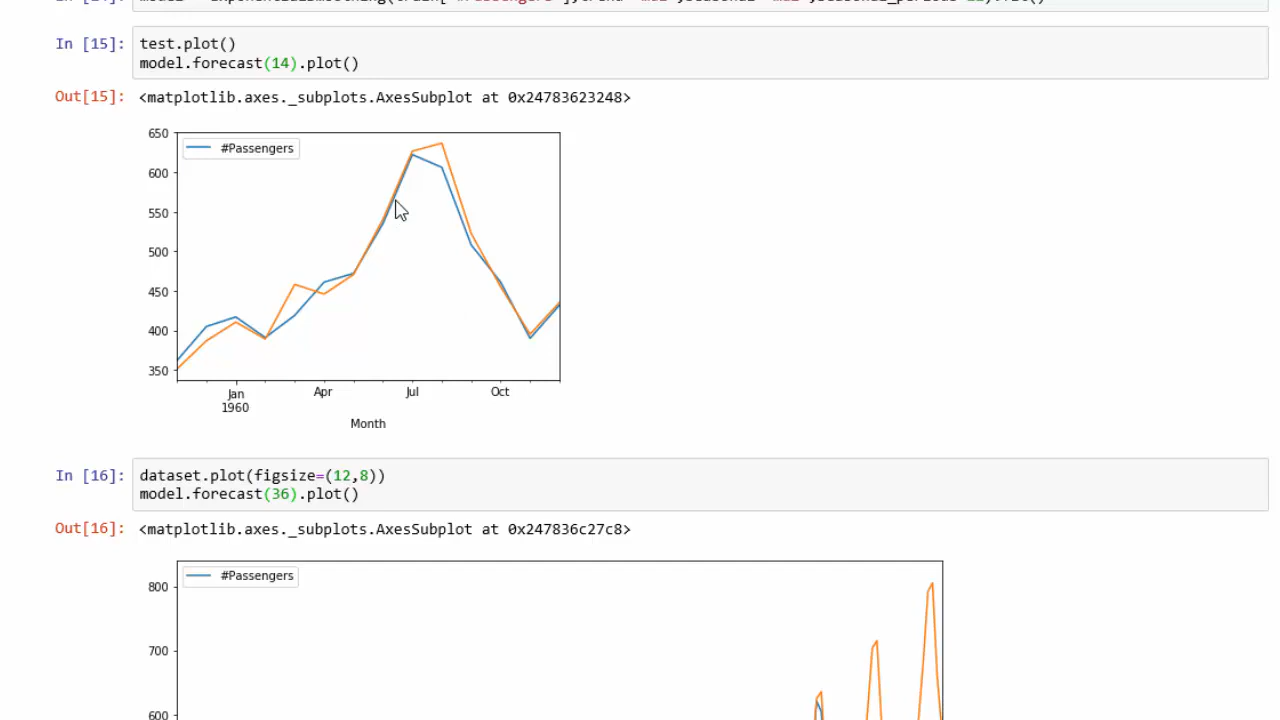 In [15]: test.plot()
model.forecast(14).plot()
Out[15]: <matplotlib.axes._subplots.AxesSubplot at 0x24783623248>
650
#Passengers
600
550
500
450
400
350
Jan Apr Jul Oct
1960
Month
In [16]: dataset.plot(figsize=(12,8))
model.forecast(36).plot()
Out[16]: <matplotlib.axes._subplots.AxesSubplot at 0x247836c27c8>
#Passengers
800
700
600